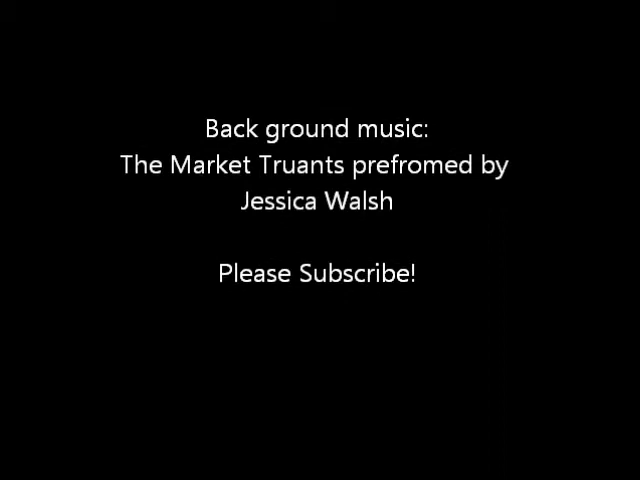 Back ground music:
The Market Truants prefromed by
Jessica Walsh
Please Subscribe!